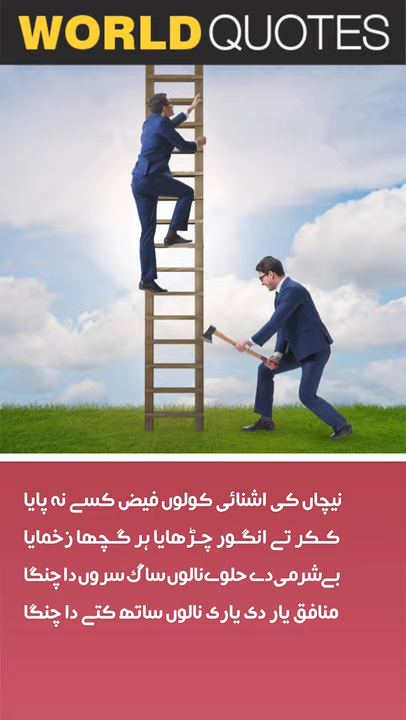 WORLD QUOTES
نیچاں کی اشنائی کولوں فیض کسے نہ پایا
ککر تے انگور چڑھایا ہر گچھا زخمایا
بےشرمی دے حلوے نالوں ساگ سروں دا چنگا
منافق یار دی یاری نالوں ساتھ کتے دا چنگا